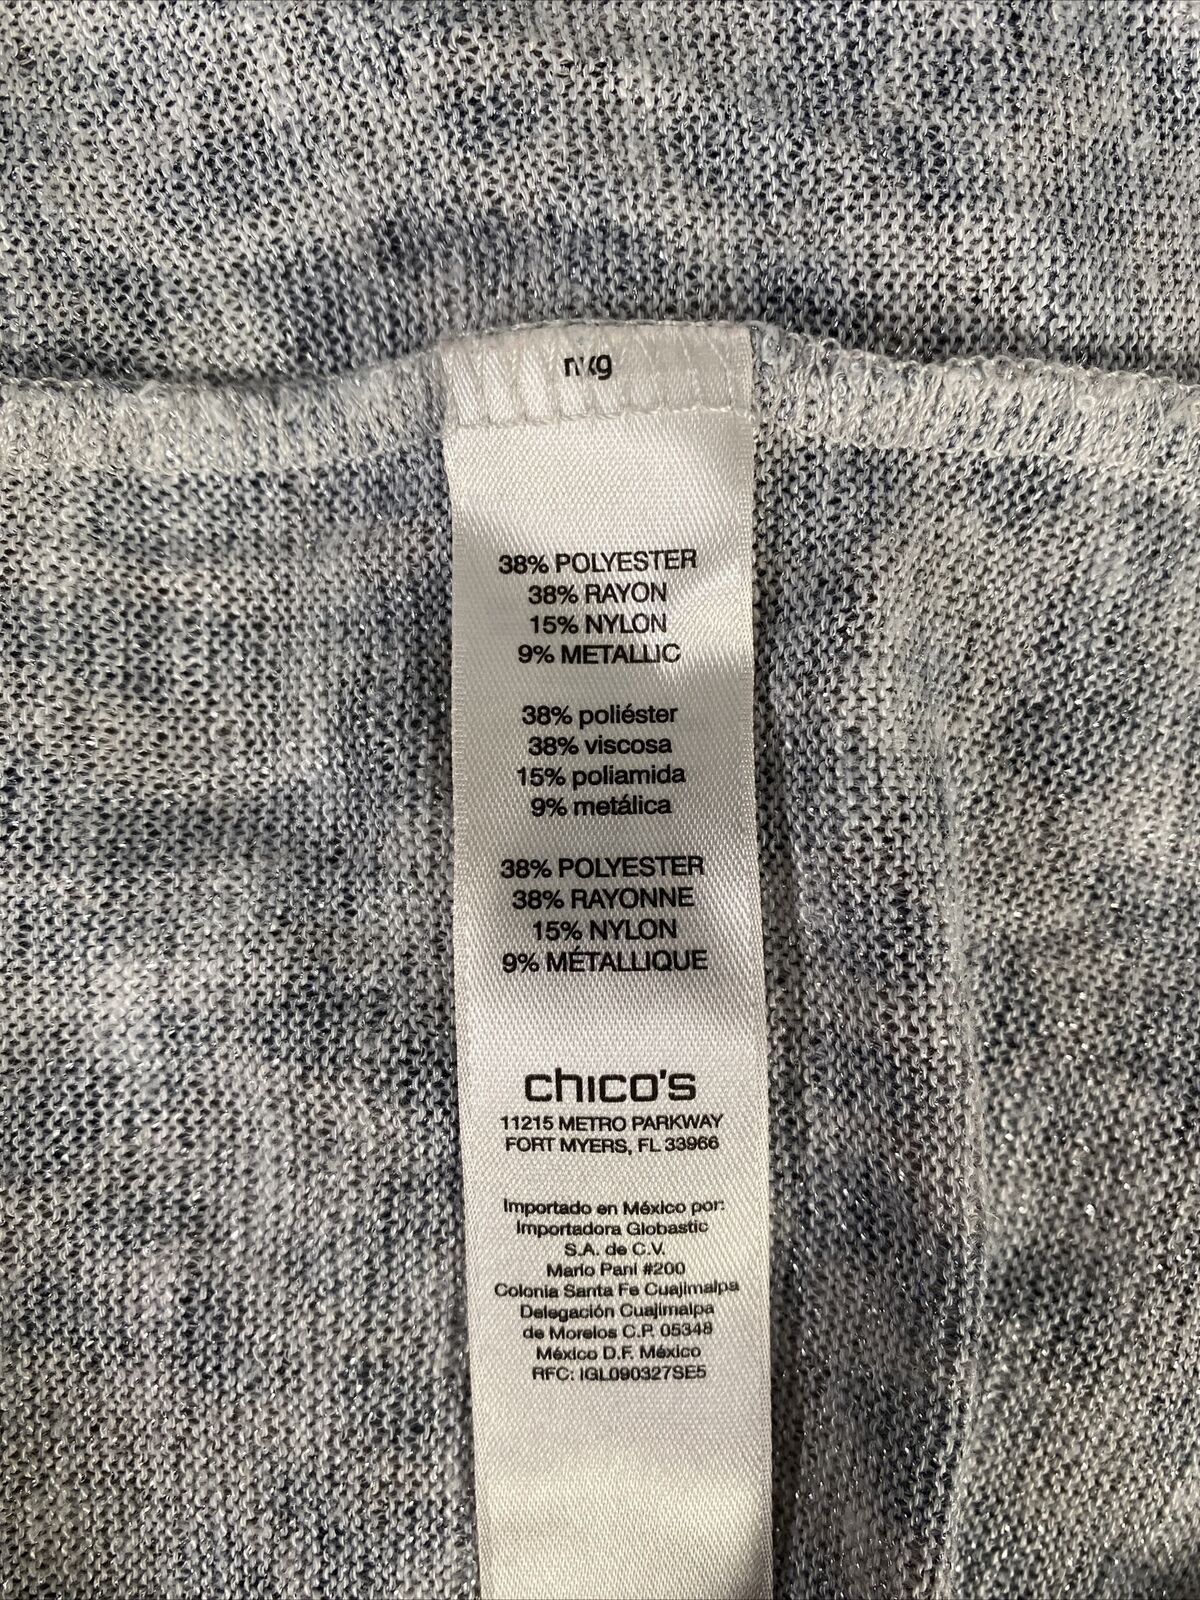 38% POLYESTER
38% RAYON
15% NYLON
9% METALLIC
38% poliéster
38% viscosa
15% poliamida
9% metálica
38% POLYESTER
38% RAYONNE
15% NYLON
9% MÉTALLIQUE
chico's
11215 METRO PARKWAY
FORT MYERS, FL 33966
Importado en México por:
Importadora Globastic
S.A. de C.V.
Mario Pani #200
Colonia Santa Fe Cuajimalpa
Delegación Cuajimalpa
de Morelos C.P. 05348
México D.F. México
RFC: IGL090327SE5